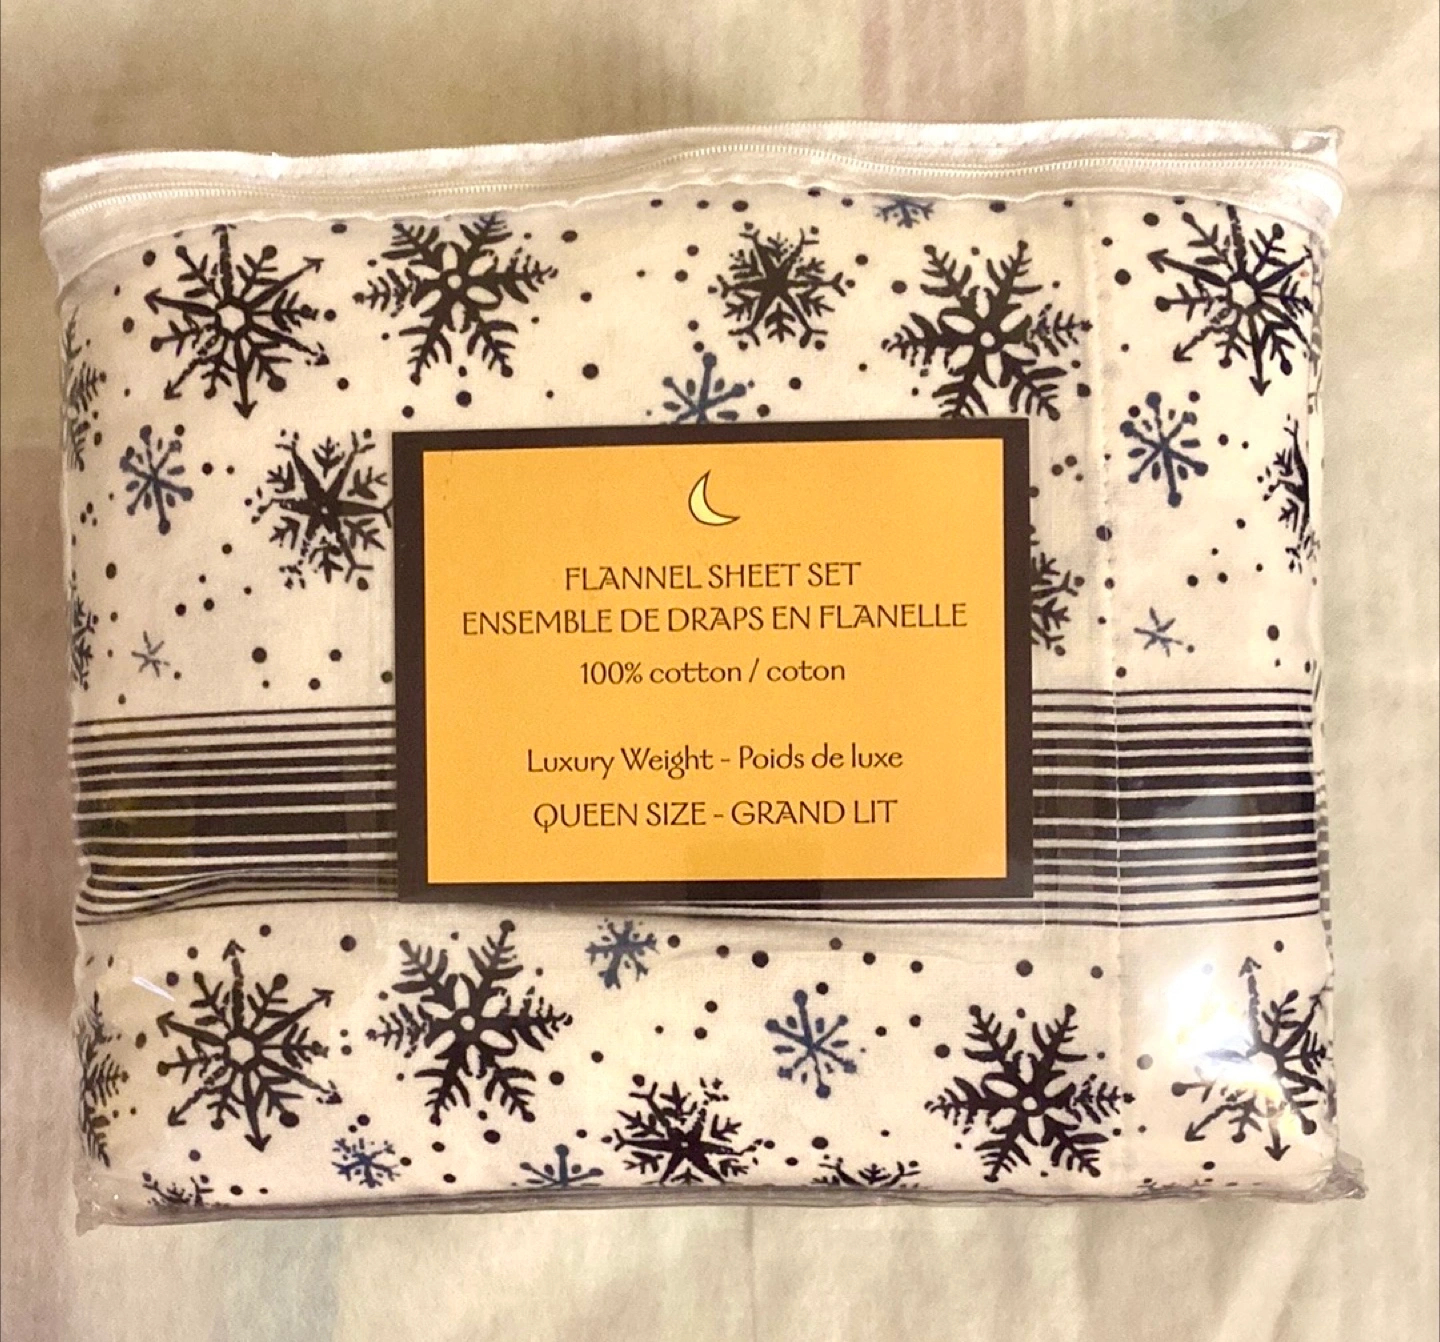 FLANNEL SHEET SET
ENSEMBLE DE DRAPS EN FLANELLE
100% cotton / coton
Luxury Weight - Poids de luxe
QUEEN SIZE - GRAND LIT